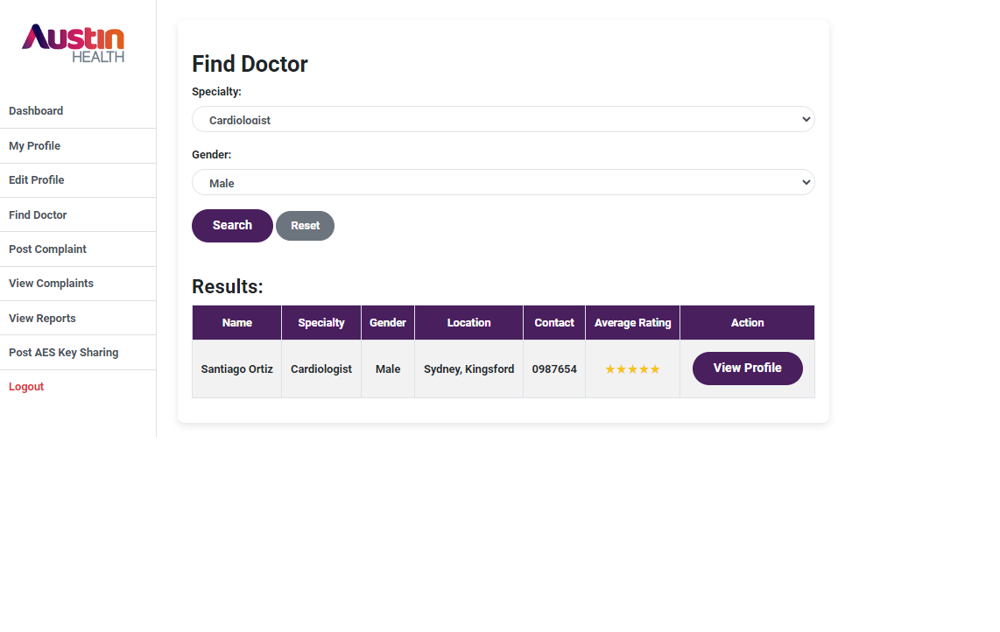 Austin
HEALTH
Dashboard
My Profile
Edit Profile
Find Doctor
Post Complaint
View Complaints
View Reports
Post AES Key Sharing
Logout
Find Doctor
Specialty:
Cardiologist
Gender:
Male
Search Reset
Results:
Name Specialty Gender Location Contact Average Rating Action
Santiago Ortiz Cardiologist Male Sydney, Kingsford 0987654 ★★★★★ View Profile